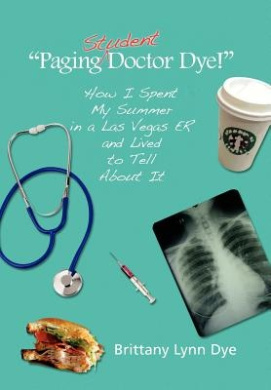 Student
"Paging Doctor Dye!"
How I Spent
My Summer
in a Las Vegas ER
and Lived
to Tell
About It
Brittany Lynn Dye